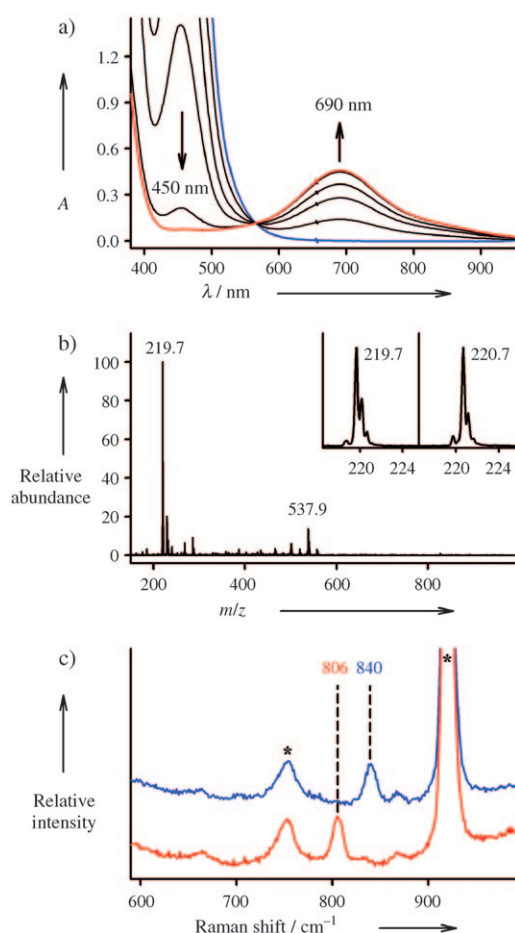 a)
1.2
0.9
0.6
A
0.3
0.0
450 nm
690 nm
400 500 600 700 800 900
λ / nm
b)
100
80
60
40
20
0
Relative
abundance
219.7
537.9
219.7
220.7
220 224 220 224
200 400 600 800
m/z
c)
806 840
*
*
Relative
intensity
600 700 800 900
Raman shift / cm⁻¹